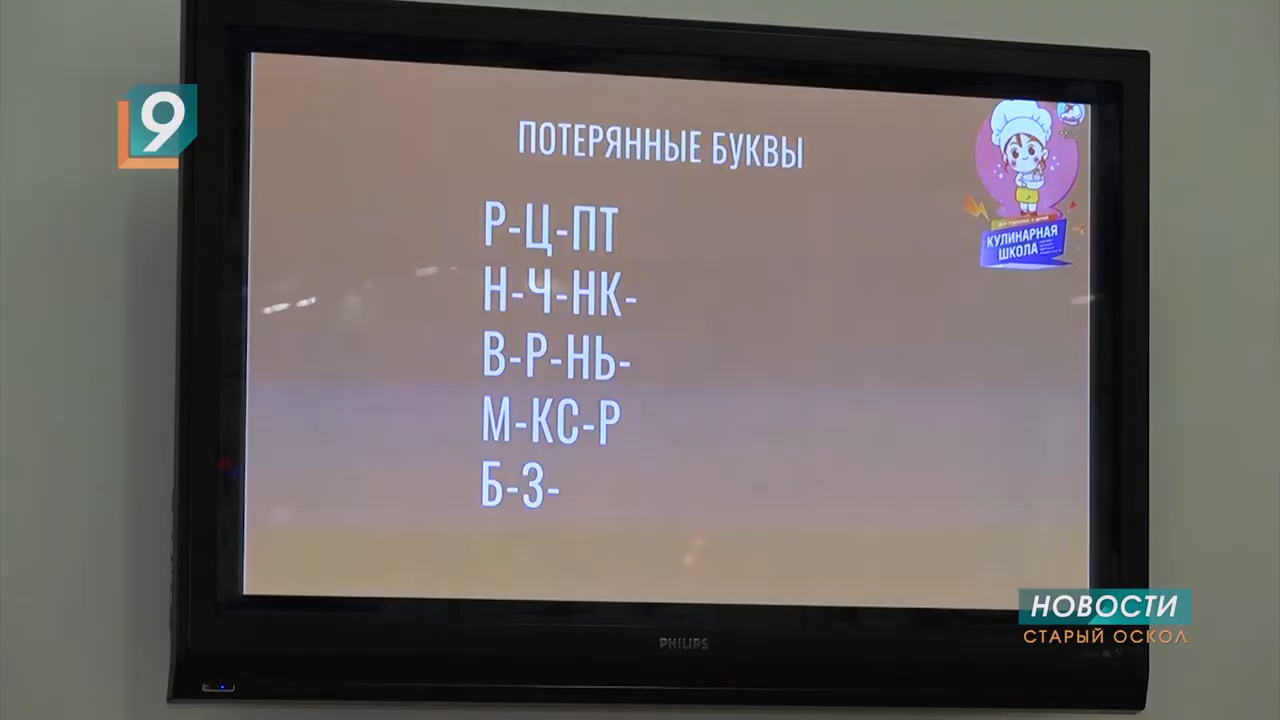 9
ПОТЕРЯННЫЕ БУКВЫ
Р-Ц-ПТ
Н-Ч-НК-
В-Р-НЬ-
М-КС-Р
Б-З-
КУЛИНАРНАЯ
ШКОЛА
PHILIPS
НОВОСТИ
СТАРЫЙ ОСКОЛ